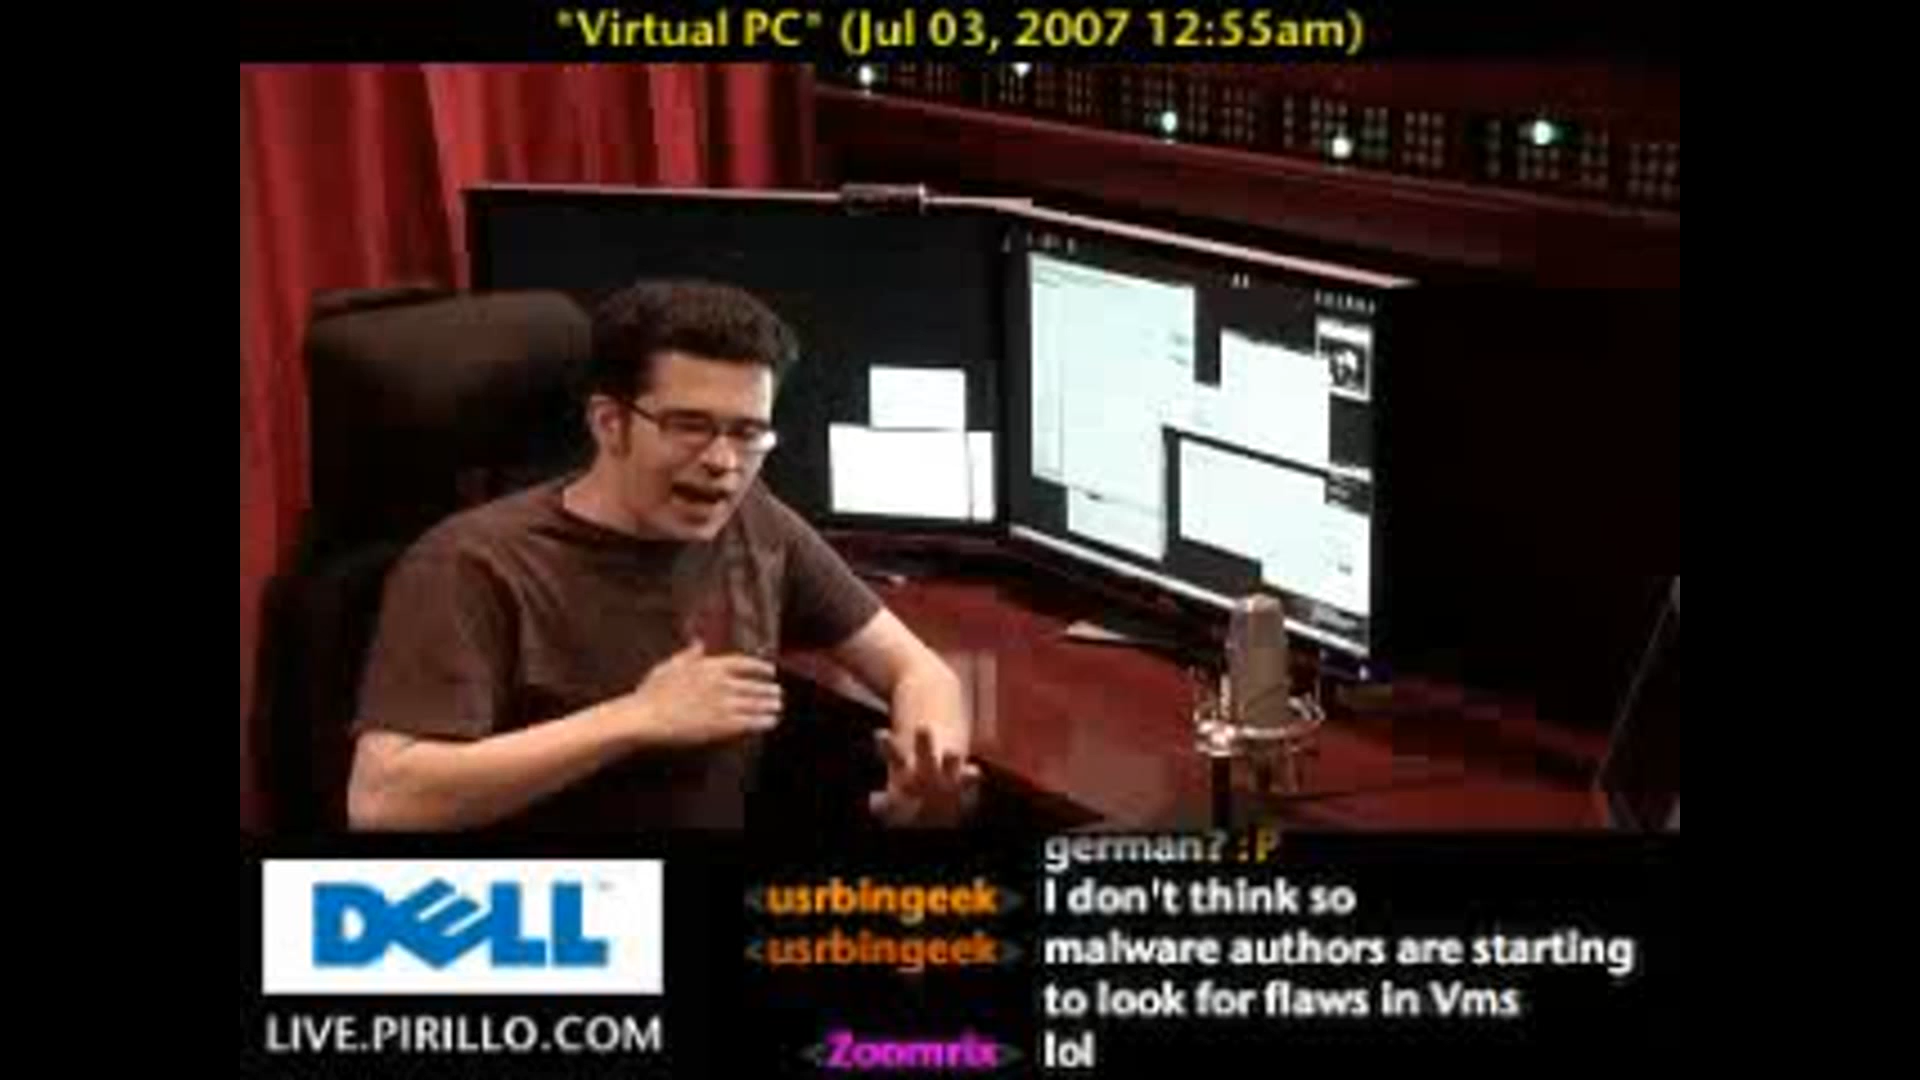 "Virtual PC" (Jul 03, 2007 12:55am)
german? :P
<usrbingeek> I don't think so
<usrbingeek> malware authors are starting
to look for flaws in Vms
<Zoomrix> lol
DELL
LIVE.PIRILLO.COM